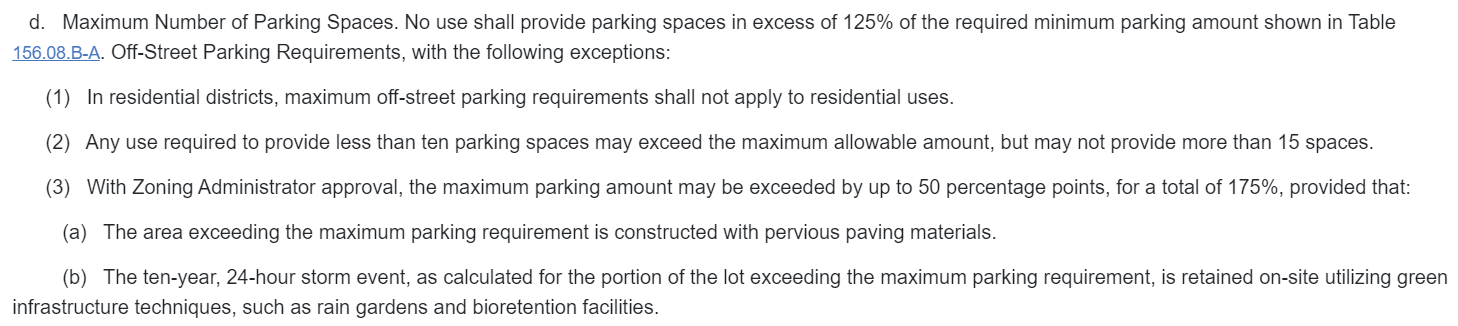 d. Maximum Number of Parking Spaces. No use shall provide parking spaces in excess of 125% of the required minimum parking amount shown in Table
156.08.B-A. Off-Street Parking Requirements, with the following exceptions:
(1) In residential districts, maximum off-street parking requirements shall not apply to residential uses.
(2) Any use required to provide less than ten parking spaces may exceed the maximum allowable amount, but may not provide more than 15 spaces.
(3) With Zoning Administrator approval, the maximum parking amount may be exceeded by up to 50 percentage points, for a total of 175%, provided that:
(a) The area exceeding the maximum parking requirement is constructed with pervious paving materials.
(b) The ten-year, 24-hour storm event, as calculated for the portion of the lot exceeding the maximum parking requirement, is retained on-site utilizing green
infrastructure techniques, such as rain gardens and bioretention facilities.